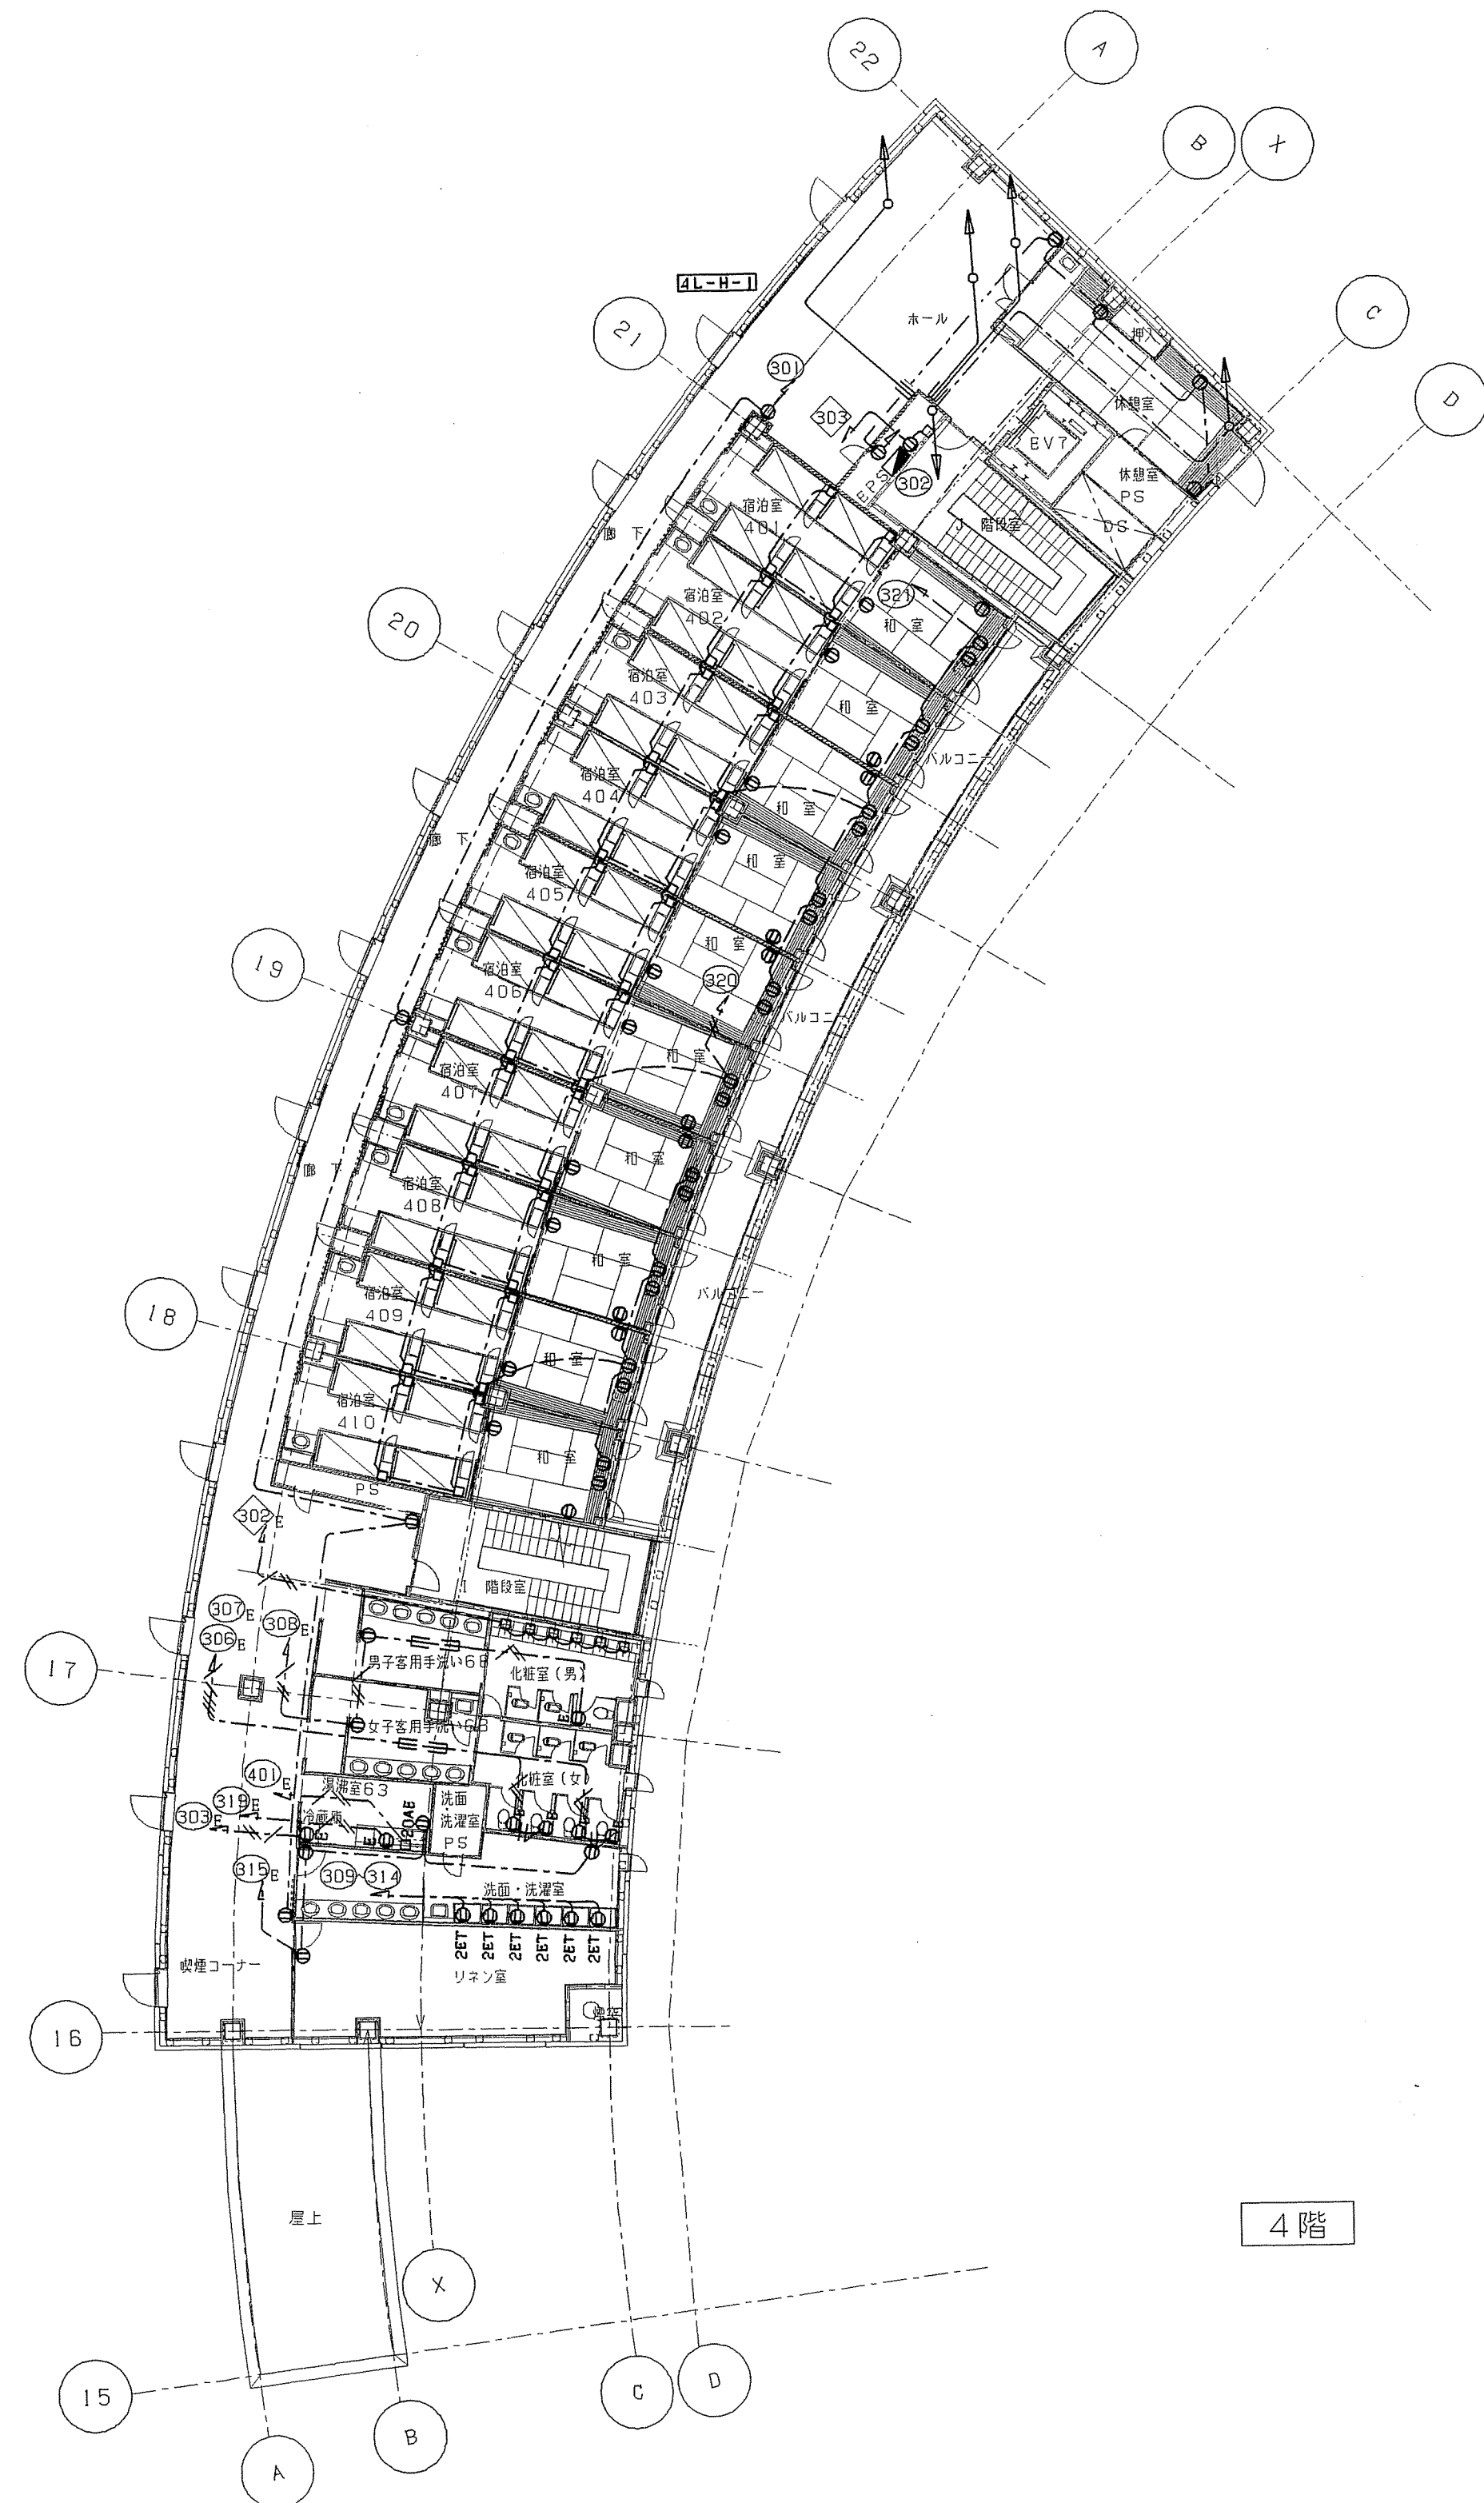 22
A
B
X
C
D
4L-H-1
21
ホール
押入
301
303
休憩室
EV7
302
EPS
休憩室
PS
DS
J 階段室
宿泊室
401
廊 下
321
和 室
宿泊室
402
20
宿泊室
403
和 室
バルコニー
宿泊室
404
和 室
廊 下
和 室
宿泊室
405
和 室
19
宿泊室
406
320
バルコニー
和 室
宿泊室
407
和 室
廊 下
宿泊室
408
和 室
バルコニー
宿泊室
409
18
和 室
宿泊室
410
和 室
PS
302 E
I 階段室
307 E
308 E
306 E
17
男子客用手洗い68
化粧室(男)
E
女子客用手洗い68
401 E
湯沸室63
化粧室(女)
319 E
303 E
冷蔵庫
洗面
洗濯室
PS
E
E
20AE
315 E
309~314
洗面・洗濯室
2ET
2ET
2ET
2ET
2ET
2ET
喫煙コーナー
リネン室
16
屋上
4階
X
15
C
D
B
A